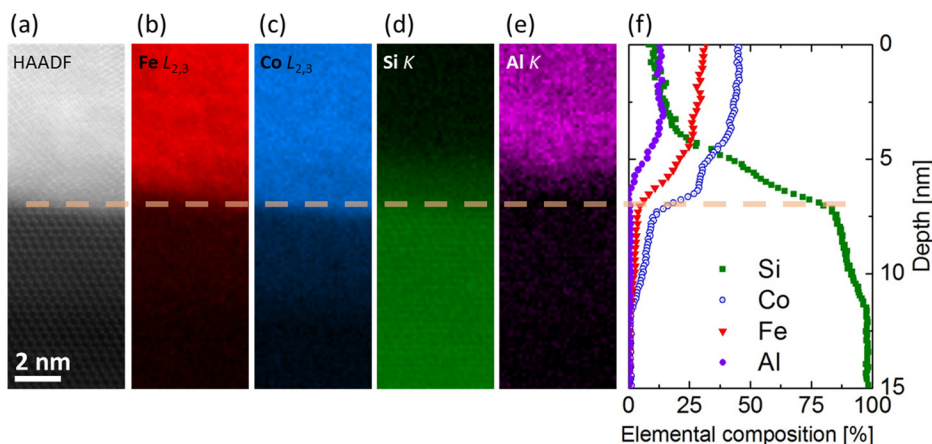 (a) (b) (c) (d) (e) (f)
HAADF Fe L2,3 Co L2,3 Si K Al K
0
5
10
15
Depth [nm]
Si
Co
Fe
Al
2 nm
0 25 50 75 100
Elemental composition [%]